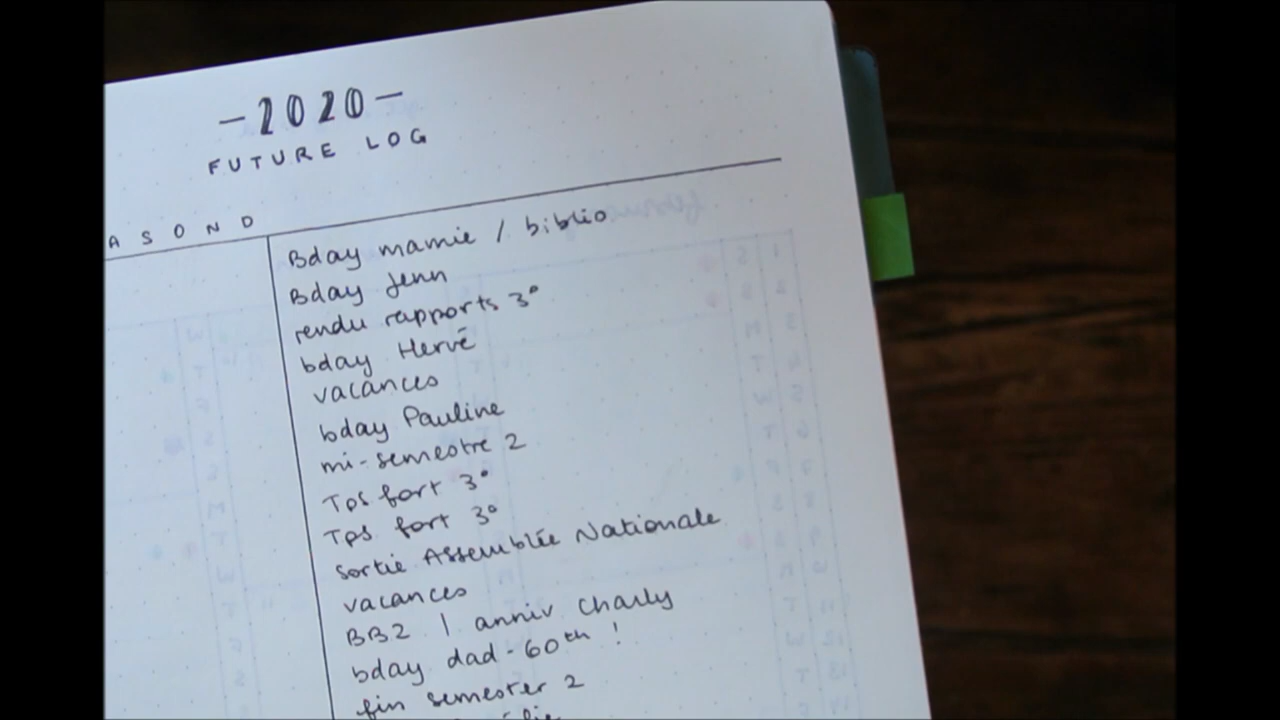 -2020-
FUTURE LOG
A S O N D
Bday mamie / biblio
Bday Jenn
rendu rapports 3°
bday Hervé
vacances
bday Pauline
mi-semestre 2
Tps fort 3°
Tps fort 3°
sortie Assemblée Nationale
vacances
BB2 | anniv Charly
bday dad - 60th !
fin semester 2